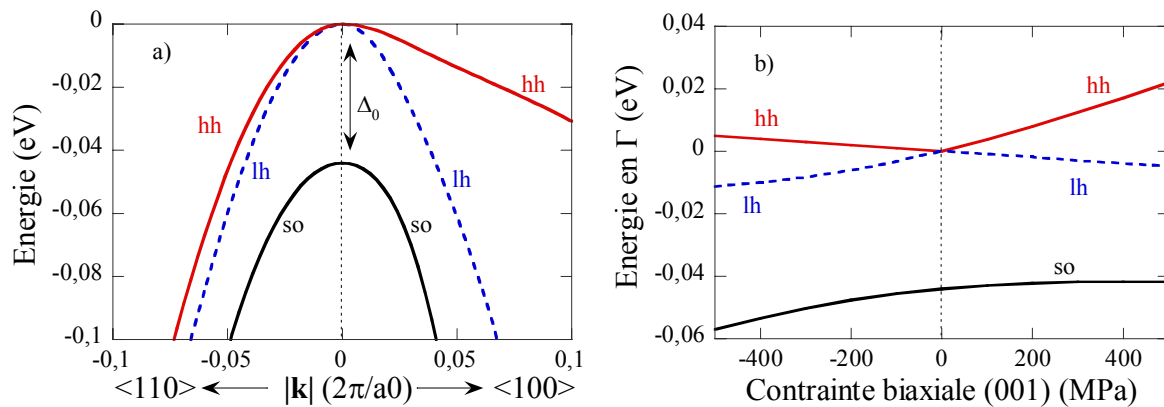 a)
Energie (eV)
0
-0,02
-0,04
-0,06
-0,08
-0,1
hh
hh
lh
lh
so
so
Δ0
-0,1 -0,05 0 0,05 0,1
<110> |k| (2π/a0) <100>
b)
Energie en Γ (eV)
0,04
0,02
0
-0,02
-0,04
-0,06
hh
hh
lh
lh
so
-400 -200 0 200 400
Contrainte biaxiale (001) (MPa)